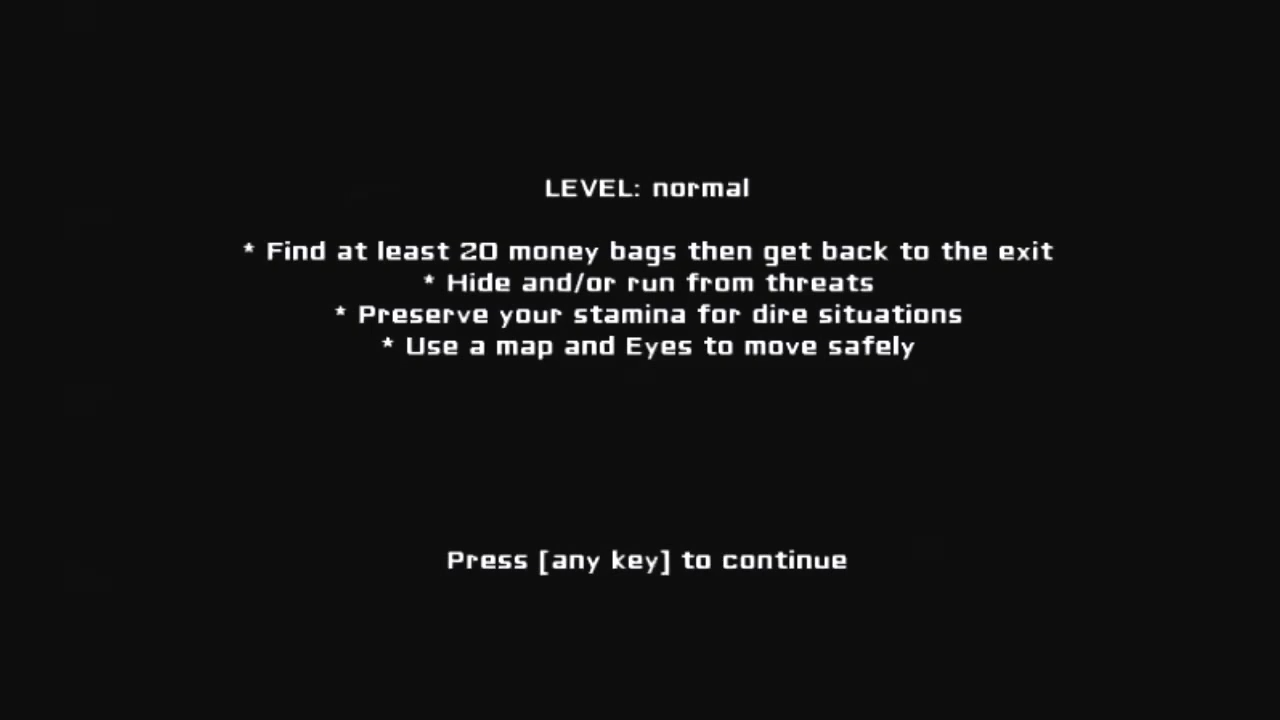 LEVEL: normal
* Find at least 20 money bags then get back to the exit
* Hide and/or run from threats
* Preserve your stamina for dire situations
* Use a map and Eyes to move safely
Press [any key] to continue